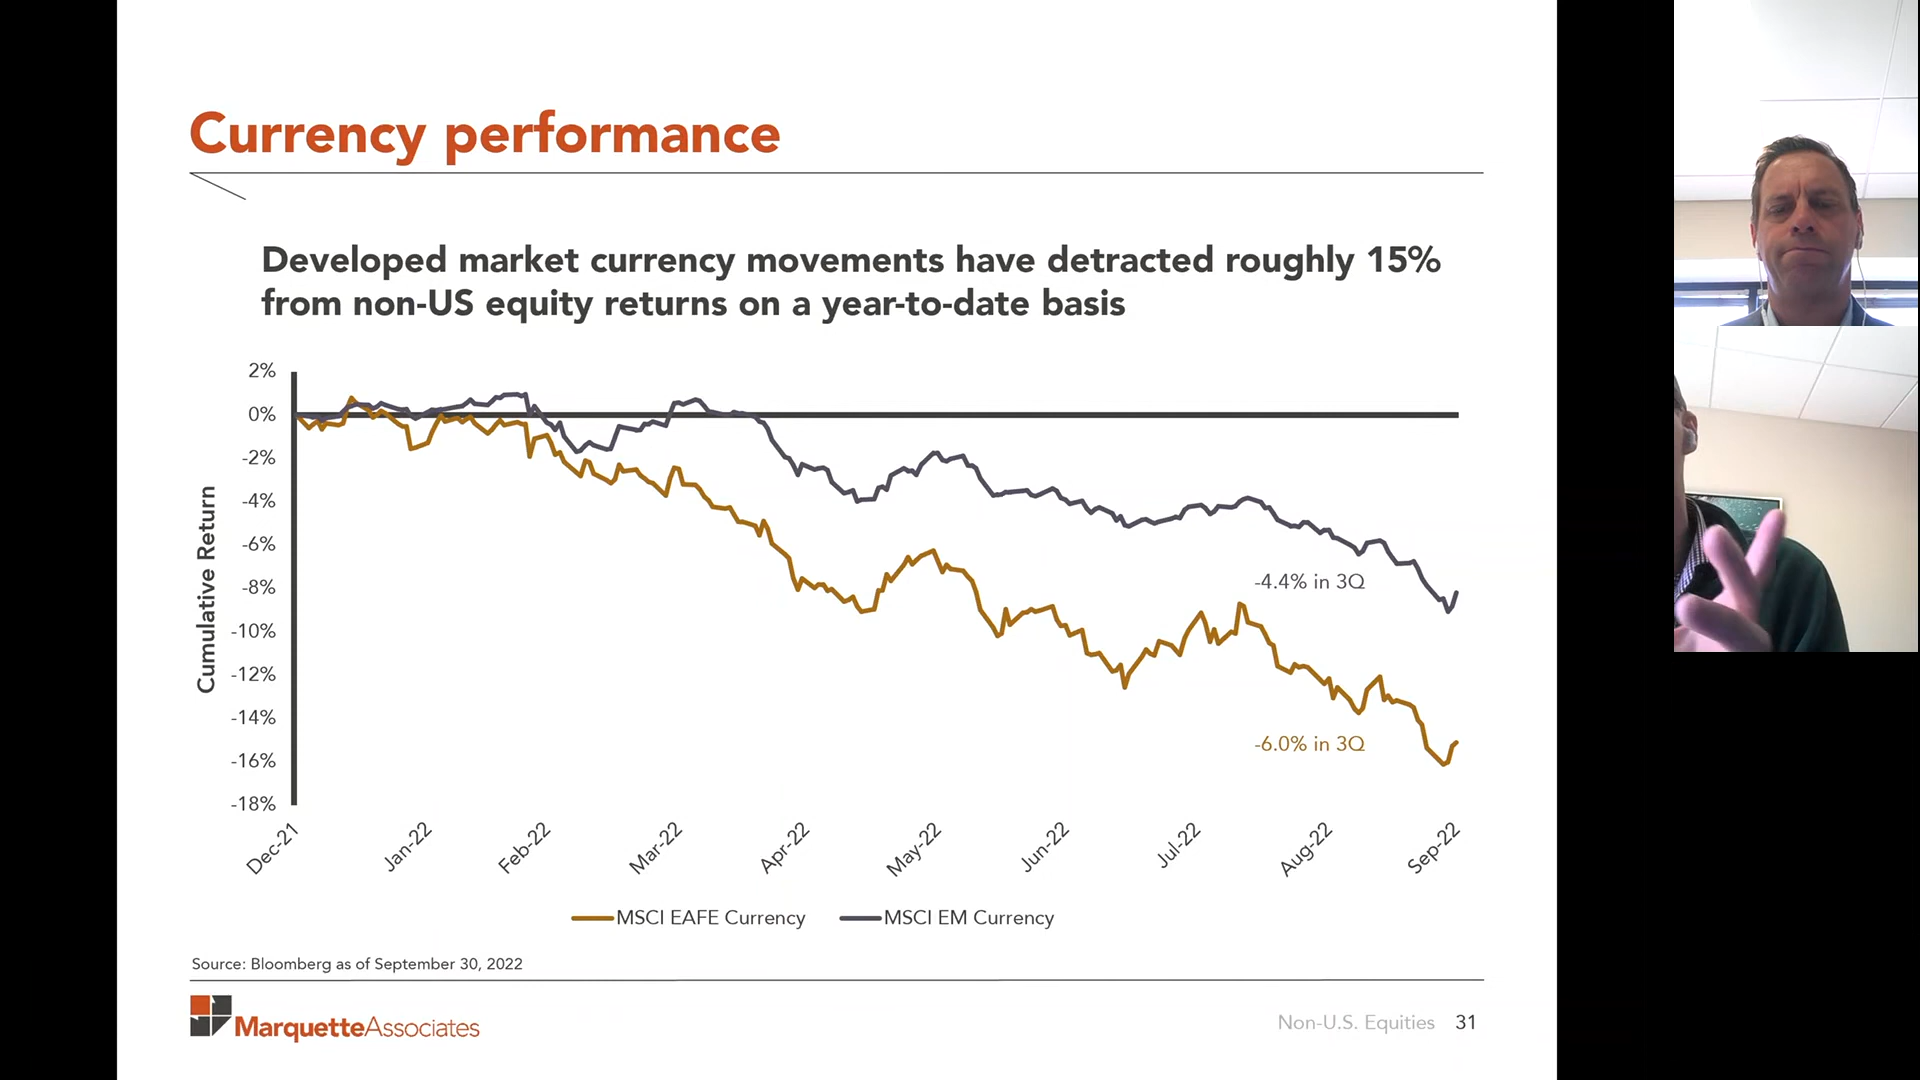 Currency performance
Developed market currency movements have detracted roughly 15%
from non-US equity returns on a year-to-date basis
Cumulative Return
2%
0%
-2%
-4%
-6%
-8%
-10%
-12%
-14%
-16%
-18%
-4.4% in 3Q
-6.0% in 3Q
Dec-21
Jan-22
Feb-22
Mar-22
Apr-22
May-22
Jun-22
Jul-22
Aug-22
Sep-22
MSCI EAFE Currency
MSCI EM Currency
Source: Bloomberg as of September 30, 2022
MarquetteAssociates
Non-U.S. Equities 31